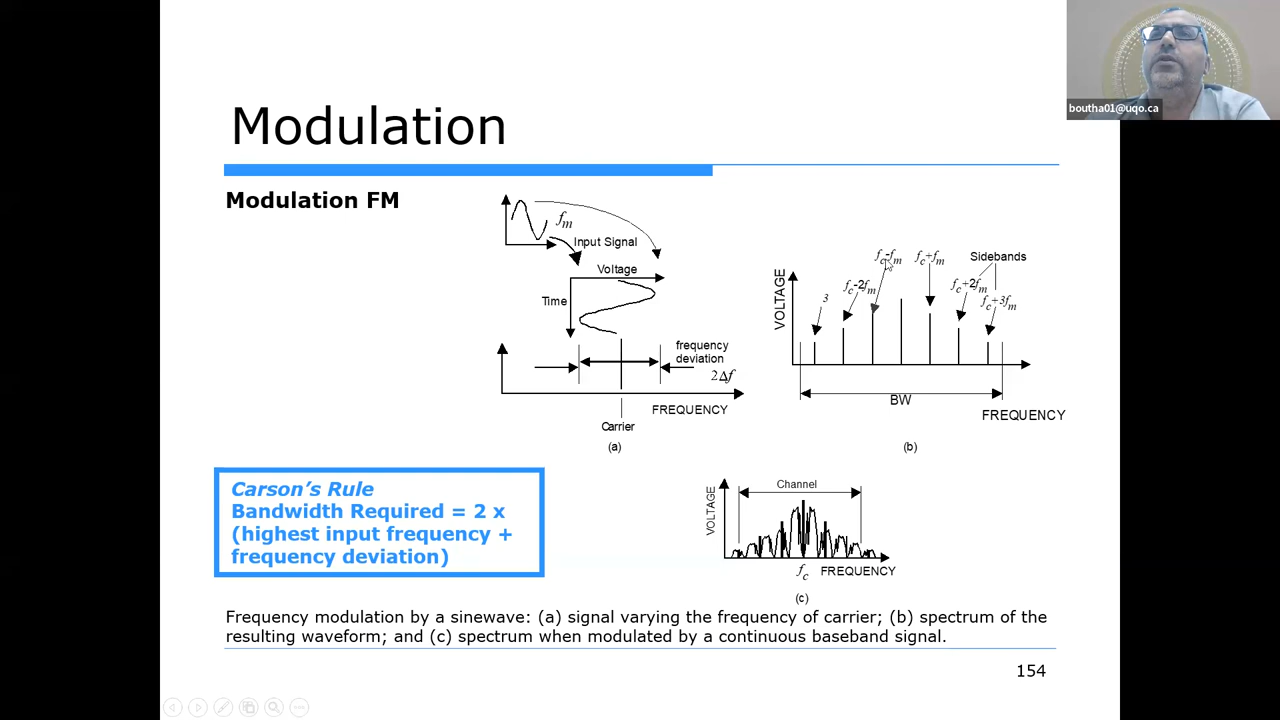 boutha01@uqo.ca
Modulation
Modulation FM
fm
Input Signal
Voltage
Time
frequency
deviation
2Δf
FREQUENCY
Carrier
(a)
VOLTAGE
3
fc-2fm
fc-fm
fc+fm
Sidebands
fc+2fm
fc+3fm
BW
FREQUENCY
(b)
Carson’s Rule
Bandwidth Required = 2 x
(highest input frequency +
frequency deviation)
VOLTAGE
Channel
fc
FREQUENCY
(c)
Frequency modulation by a sinewave: (a) signal varying the frequency of carrier; (b) spectrum of the
resulting waveform; and (c) spectrum when modulated by a continuous baseband signal.
154